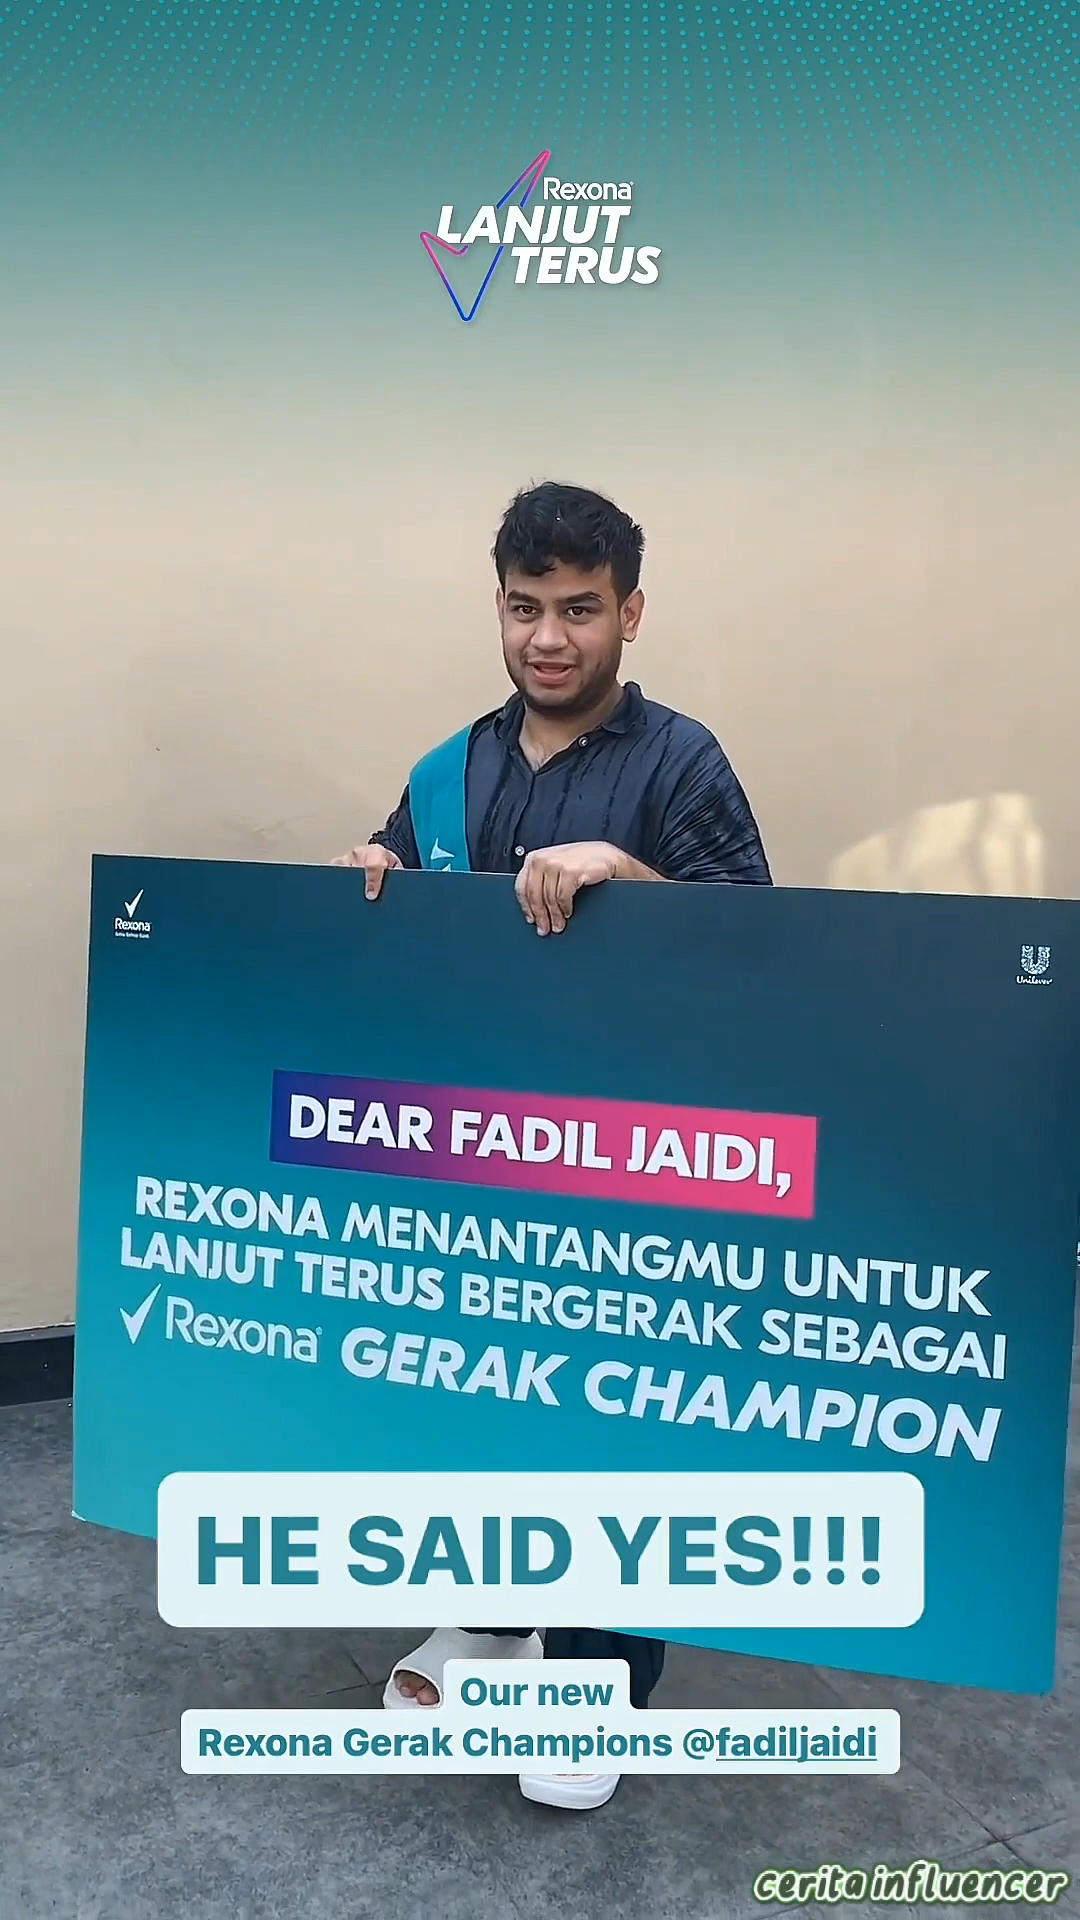 Rexona
LANJUT
TERUS
Rexona
Unilever
DEAR FADIL JAIDI,
REXONA MENANTANGMU UNTUK
LANJUT TERUS BERGERAK SEBAGAI
Rexona GERAK CHAMPION
HE SAID YES!!!
Our new
Rexona Gerak Champions @fadiljaidi
cerita influencer